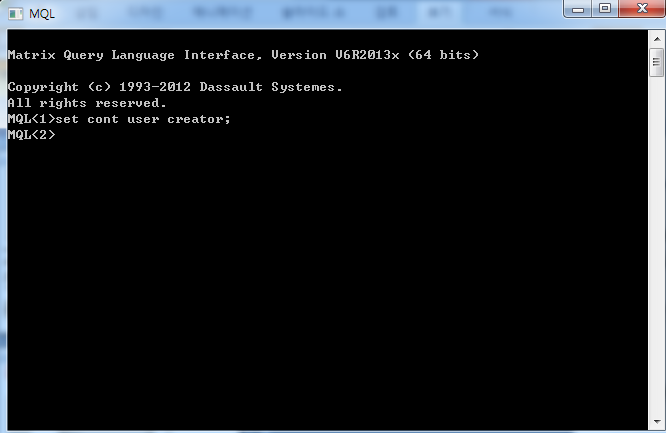 MQL
Matrix Query Language Interface, Version V6R2013x (64 bits)
Copyright (c) 1993-2012 Dassault Systemes.
All rights reserved.
MQL<1>set cont user creator;
MQL<2>